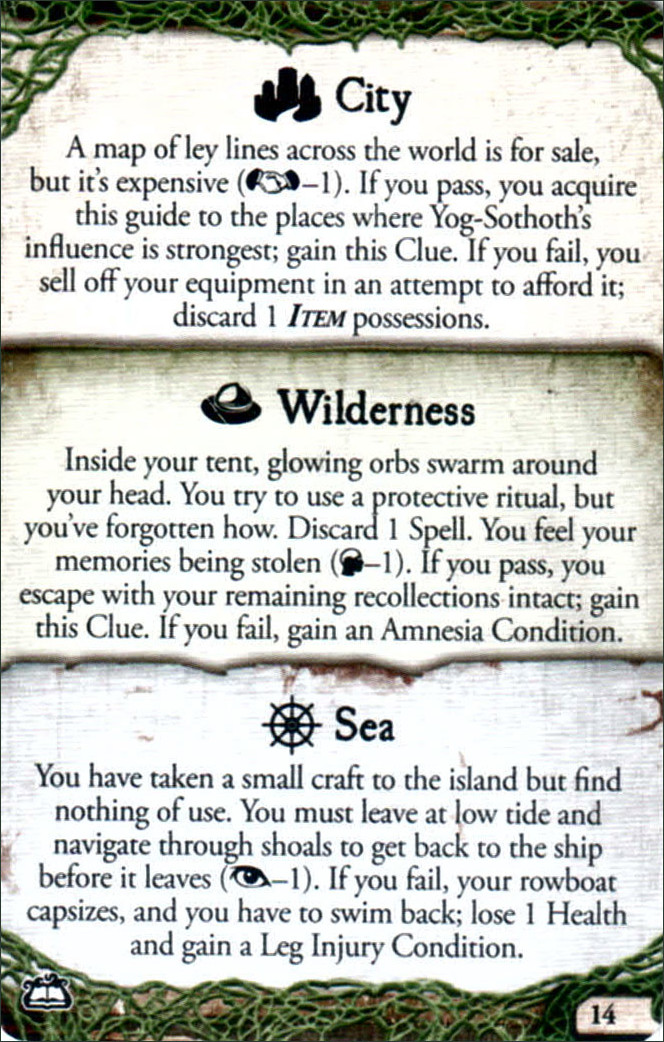 City
A map of ley lines across the world is for sale,
but it's expensive (–1). If you pass, you acquire
this guide to the places where Yog-Sothoth's
influence is strongest; gain this Clue. If you fail, you
sell off your equipment in an attempt to afford it;
discard 1 ITEM possessions.
Wilderness
Inside your tent, glowing orbs swarm around
your head. You try to use a protective ritual, but
you've forgotten how. Discard 1 Spell. You feel your
memories being stolen (–1). If you pass, you
escape with your remaining recollections intact; gain
this Clue. If you fail, gain an Amnesia Condition.
Sea
You have taken a small craft to the island but find
nothing of use. You must leave at low tide and
navigate through shoals to get back to the ship
before it leaves (–1). If you fail, your rowboat
capsizes, and you have to swim back; lose 1 Health
and gain a Leg Injury Condition.
14